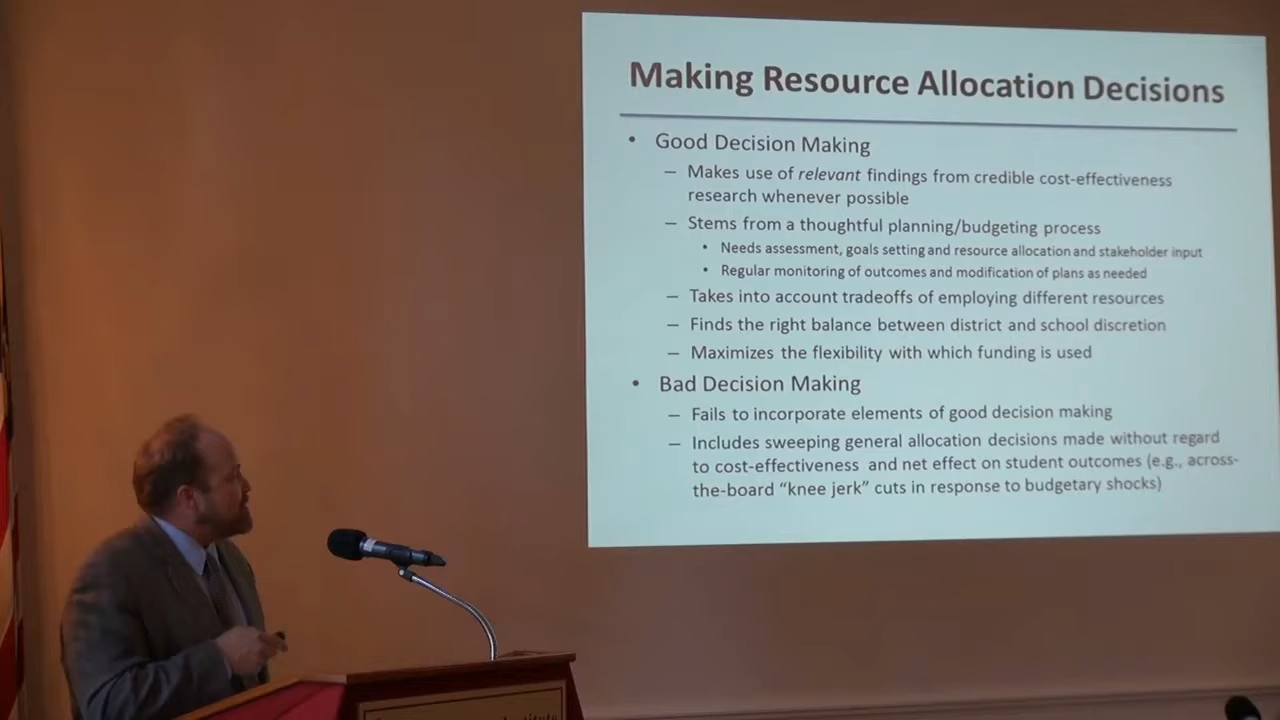 Making Resource Allocation Decisions
• Good Decision Making
– Makes use of relevant findings from credible cost-effectiveness
research whenever possible
– Stems from a thoughtful planning/budgeting process
• Needs assessment, goals setting and resource allocation and stakeholder input
• Regular monitoring of outcomes and modification of plans as needed
– Takes into account tradeoffs of employing different resources
– Finds the right balance between district and school discretion
– Maximizes the flexibility with which funding is used
• Bad Decision Making
– Fails to incorporate elements of good decision making
– Includes sweeping general allocation decisions made without regard
to cost-effectiveness and net effect on student outcomes (e.g., across-
the-board “knee jerk” cuts in response to budgetary shocks)